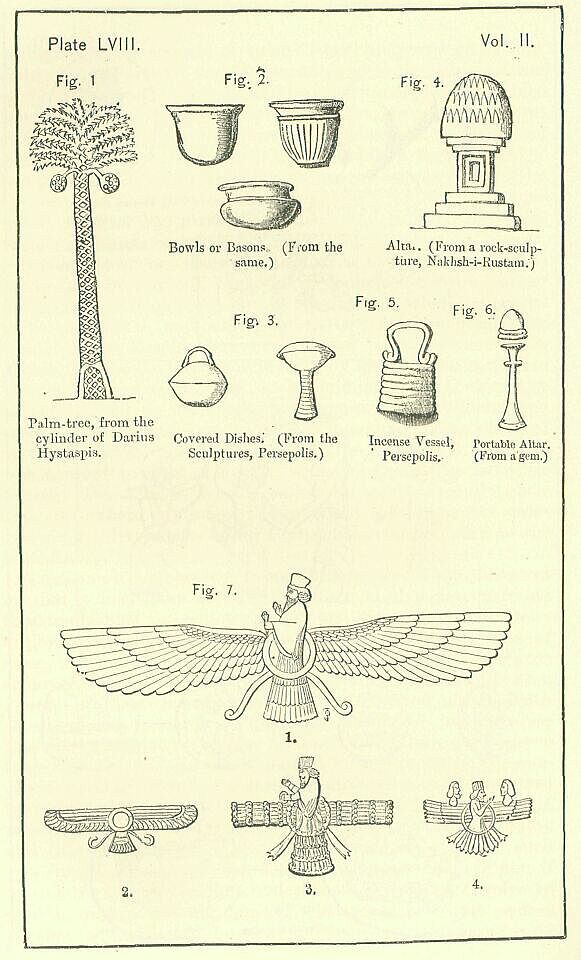 Plate LVIII.
Vol. II.
Fig. 1
Fig. 2.
Fig. 4.
Bowls or Basons. (From the
same.)
Altar. (From a rock-sculp-
ture, Nakhsh-i-Rustam.)
Fig. 3.
Fig. 5.
Fig. 6.
Palm-tree, from the
cylinder of Darius
Hystaspis.
Covered Dishes. (From the
Sculptures, Persepolis.)
Incense Vessel,
Persepolis.
Portable Altar.
(From a gem.)
Fig. 7.
1.
2.
3.
4.